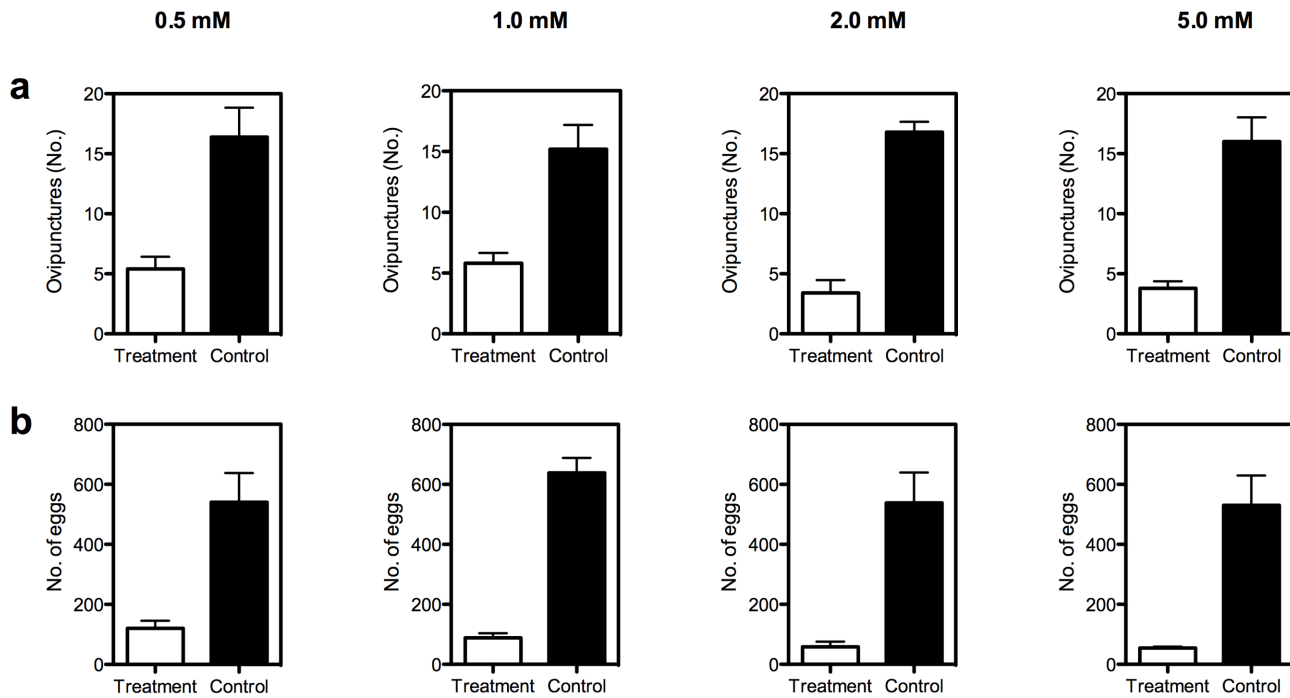 0.5 mM 1.0 mM 2.0 mM 5.0 mM
a
Ovipunctures (No.)
20
15
10
5
0
Treatment Control
Ovipunctures (No.)
20
15
10
5
0
Treatment Control
Ovipunctures (No.)
20
15
10
5
0
Treatment Control
Ovipunctures (No.)
20
15
10
5
0
Treatment Control
b
No. of eggs
800
600
400
200
0
Treatment Control
No. of eggs
800
600
400
200
0
Treatment Control
No. of eggs
800
600
400
200
0
Treatment Control
No. of eggs
800
600
400
200
0
Treatment Control